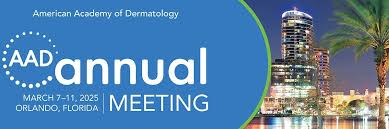 American Academy of Dermatology
AAD annual
MARCH 7–11, 2025
ORLANDO, FLORIDA
MEETING